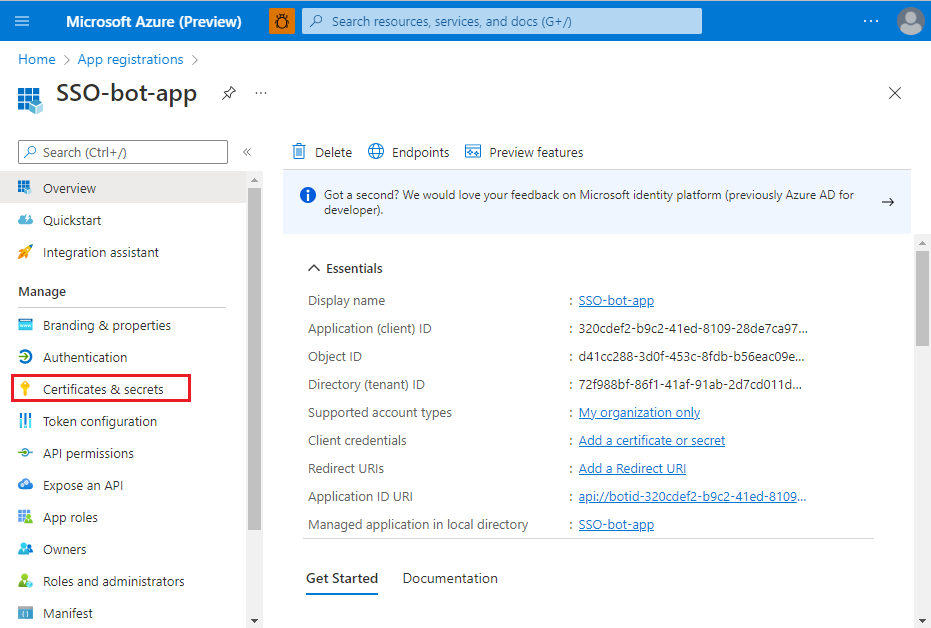 Microsoft Azure (Preview)
Search resources, services, and docs (G+/)
Home > App registrations >
SSO-bot-app
Search (Ctrl+/)
Overview
Quickstart
Integration assistant
Manage
Branding & properties
Authentication
Certificates & secrets
Token configuration
API permissions
Expose an API
App roles
Owners
Roles and administrators
Manifest
Delete
Endpoints
Preview features
Got a second? We would love your feedback on Microsoft identity platform (previously Azure AD for
developer).
Essentials
Display name : SSO-bot-app
Application (client) ID : 320cdef2-b9c2-41ed-8109-28de7ca97...
Object ID : d41cc288-3d0f-453c-8fdb-b56eac09e...
Directory (tenant) ID : 72f988bf-86f1-41af-91ab-2d7cd011d...
Supported account types : My organization only
Client credentials : Add a certificate or secret
Redirect URIs : Add a Redirect URI
Application ID URI : api://botid-320cdef2-b9c2-41ed-8109...
Managed application in local directory : SSO-bot-app
Get Started
Documentation